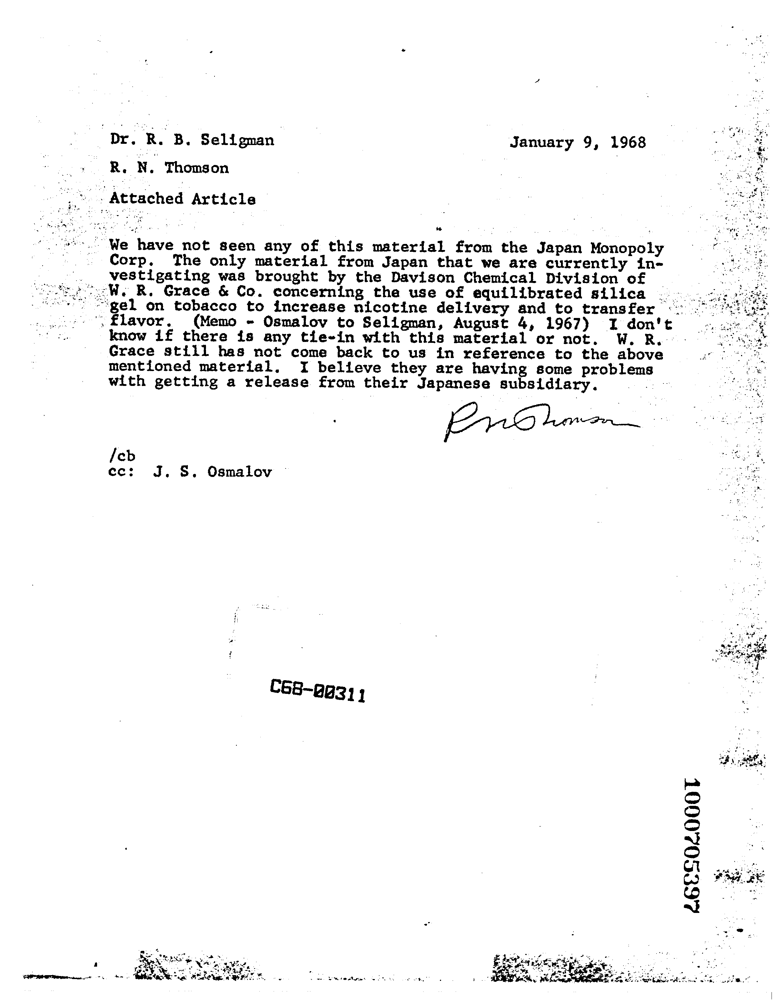 Dr. R. B. Seligman January 9, 1968
R. N. Thomson
Attached Article
We have not seen any of this material from the Japan Monopoly
Corp. The only material from Japan that we are currently in-
vestigating was brought by the Davison Chemical Division of
W. R. Grace & Co. concerning the use of equilibrated silica
gel on tobacco to increase nicotine delivery and to transfer
flavor. (Memo - Osmalov to Seligman, August 4, 1967) I don't
know if there is any tie-in with this material or not. W. R.
Grace still has not come back to us in reference to the above
mentioned material. I believe they are having some problems
with getting a release from their Japanese subsidiary.
RNThomson
/cb
cc: J. S. Osmalov
C68-00311
1000705397